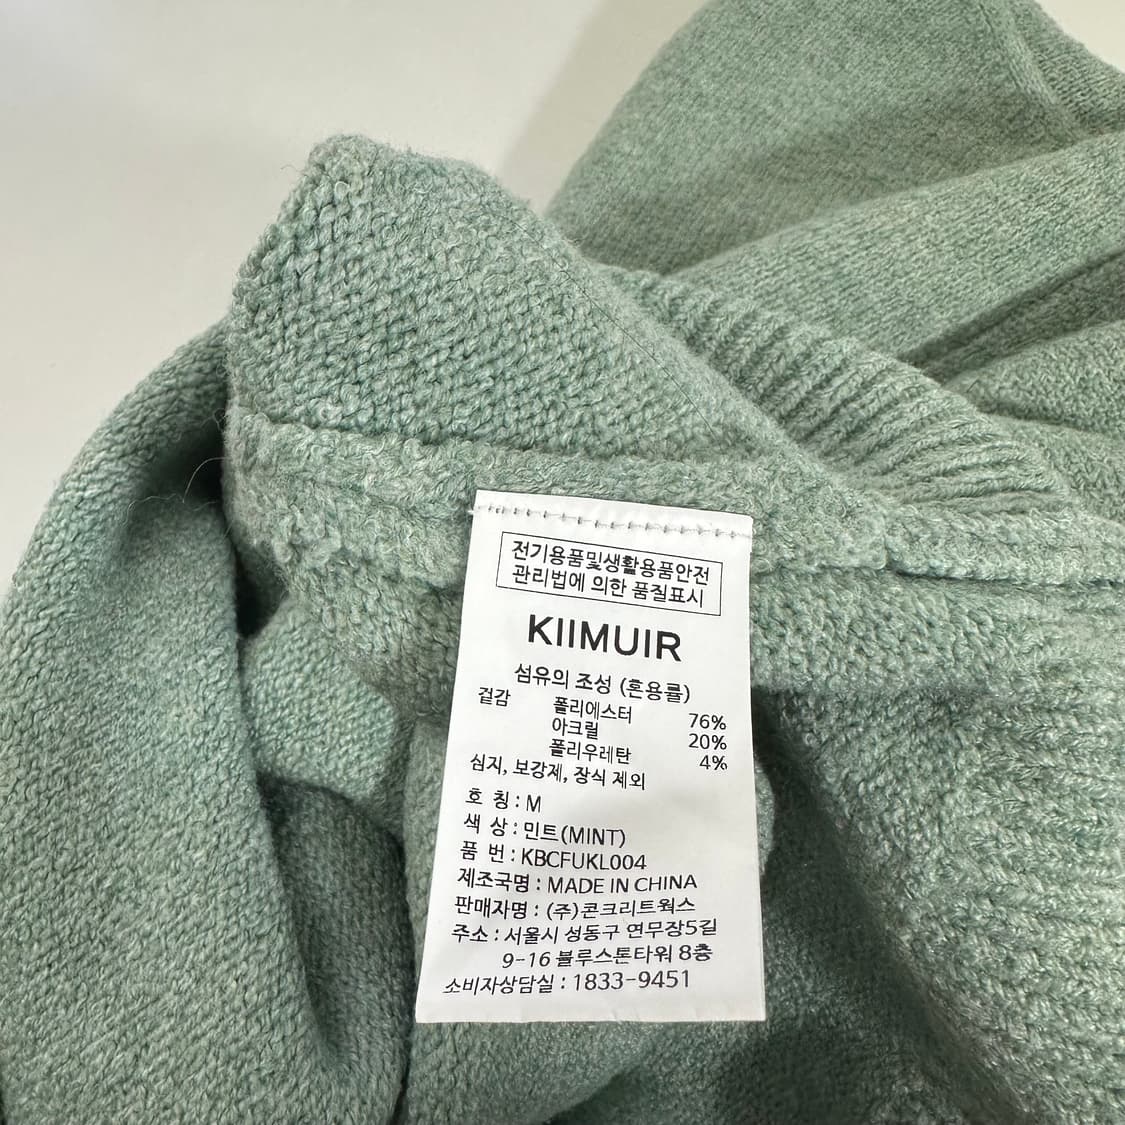 전기용품및생활용품안전
관리법에 의한 품질표시
KIIMUIR
섬유의 조성 (혼용률)
겉감 폴리에스터 76%
아크릴 20%
폴리우레탄 4%
심지, 보강제, 장식 제외
호 칭 : M
색 상 : 민트(MINT)
품 번 : KBCFUKL004
제조국명 : MADE IN CHINA
판매자명 : (주)콘크리트웍스
주소 : 서울시 성동구 연무장5길
9-16 블루스톤타워 8층
소비자상담실 : 1833-9451